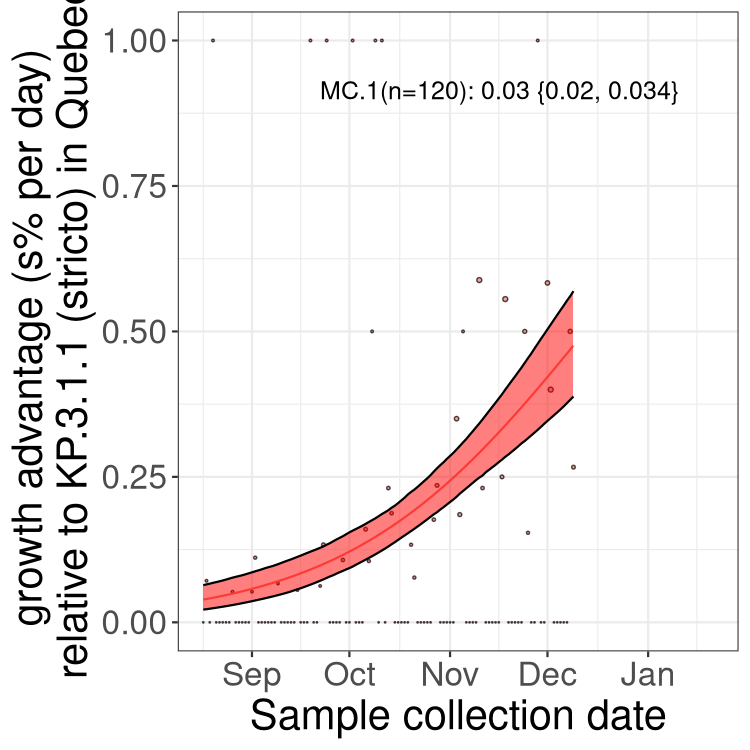 growth advantage (s% per day)
relative to KP.3.1.1 (stricto) in Quebec
1.00
0.75
0.50
0.25
0.00
MC.1(n=120): 0.03 {0.02, 0.034}
Sep Oct Nov Dec Jan
Sample collection date